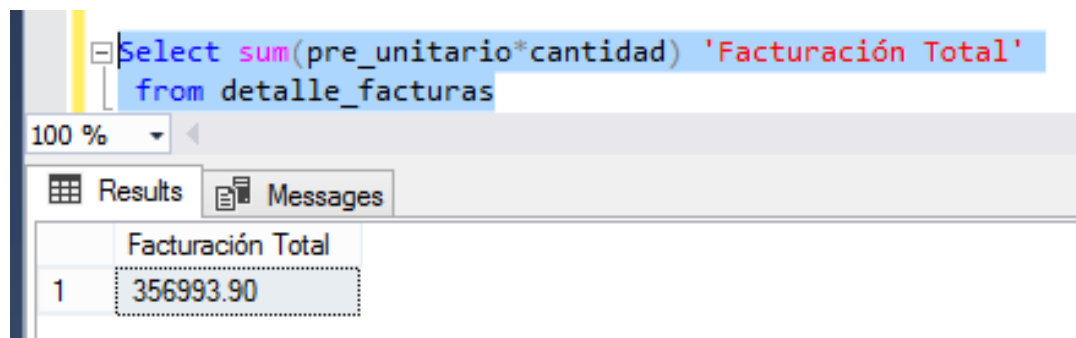 Select sum(pre_unitario*cantidad) 'Facturación Total'
from detalle_facturas
100 %
Results Messages
Facturación Total
1 356993.90